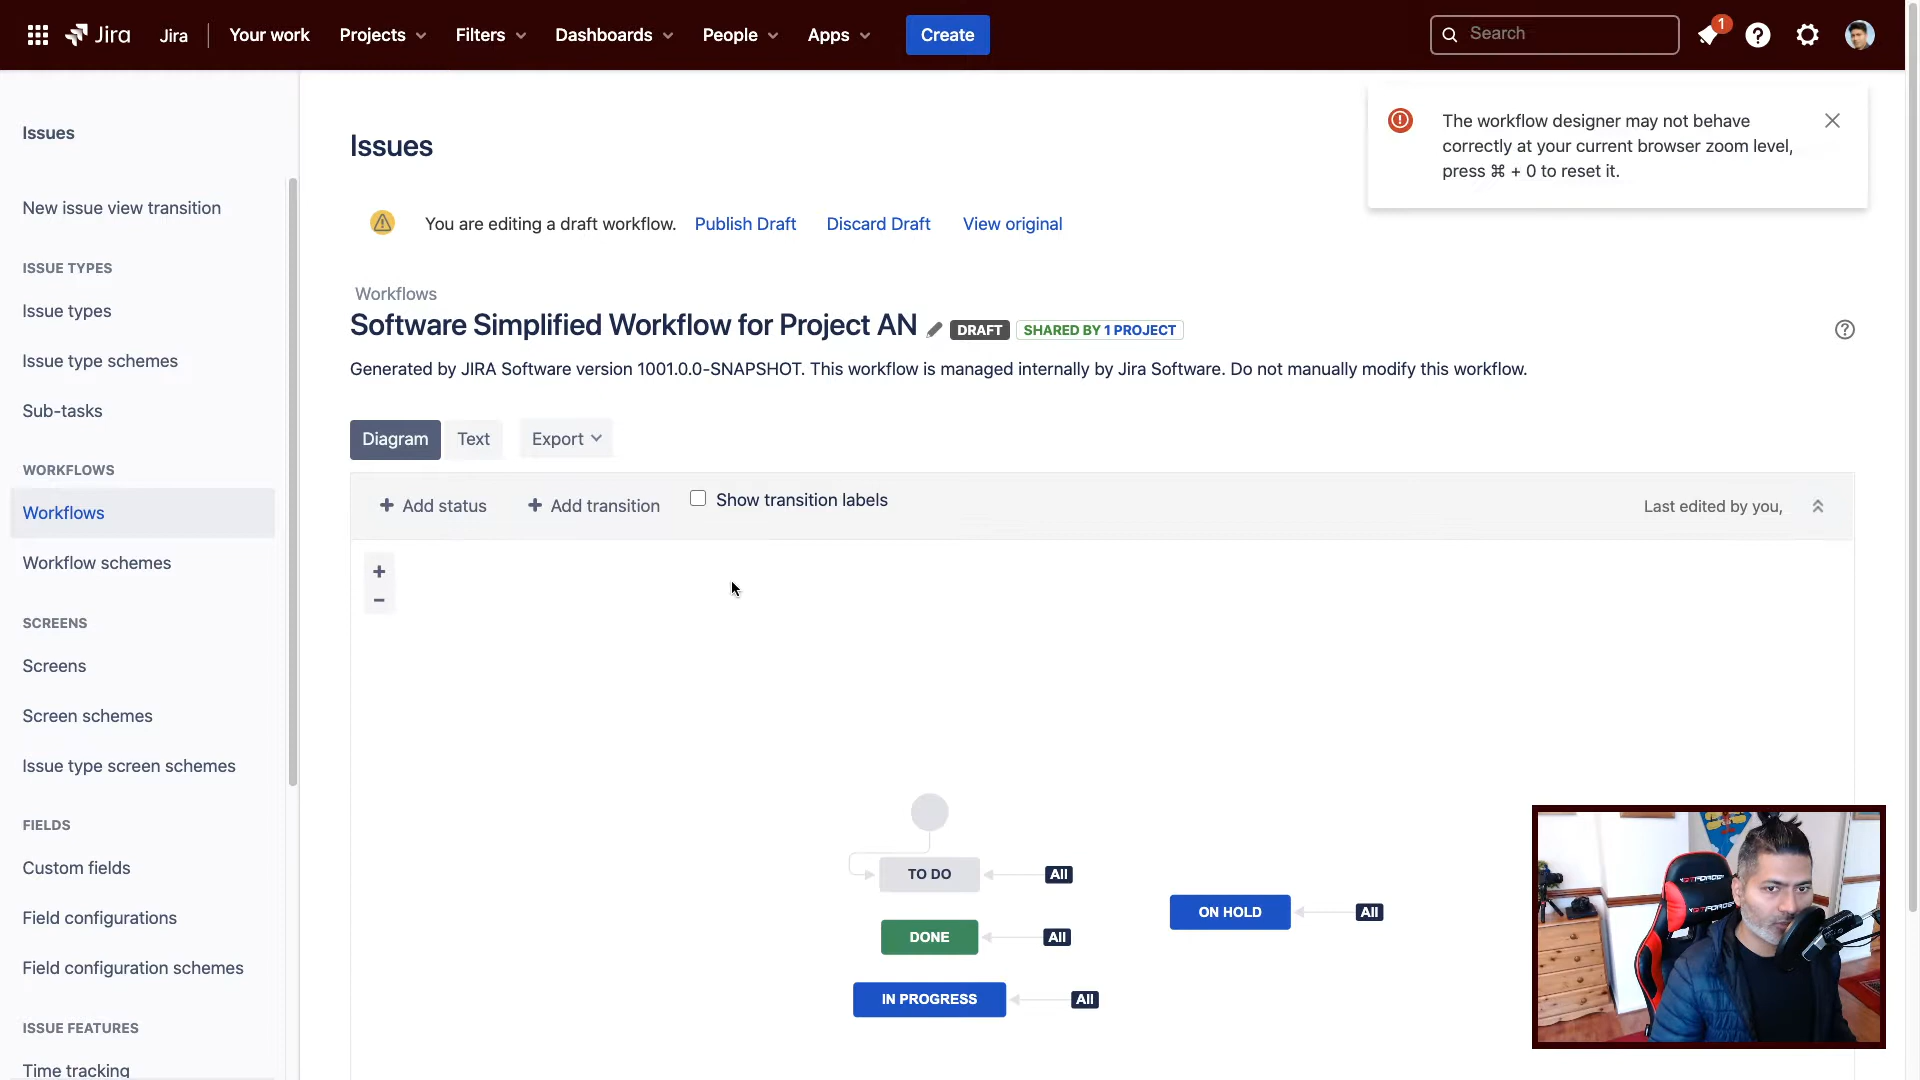 Jira
Jira
Your work
Projects
Filters
Dashboards
People
Apps
Create
Search
1
The workflow designer may not behave
correctly at your current browser zoom level,
press ⌘ + 0 to reset it.
Issues
New issue view transition
ISSUE TYPES
Issue types
Issue type schemes
Sub-tasks
WORKFLOWS
Workflows
Workflow schemes
SCREENS
Screens
Screen schemes
Issue type screen schemes
FIELDS
Custom fields
Field configurations
Field configuration schemes
ISSUE FEATURES
Time tracking
Issues
You are editing a draft workflow. Publish Draft Discard Draft View original
Workflows
Software Simplified Workflow for Project AN DRAFT SHARED BY 1 PROJECT
Generated by JIRA Software version 1001.0.0-SNAPSHOT. This workflow is managed internally by Jira Software. Do not manually modify this workflow.
Diagram Text Export
+ Add status + Add transition Show transition labels Last edited by you,
+
−
TO DO All
ON HOLD All
DONE All
IN PROGRESS All